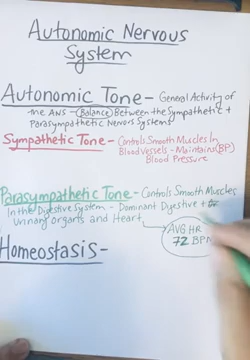 Autonomic Nervous
System
Autonomic Tone - General Activity of
the ANS - Balance Between the Sympathetic +
Parasympathetic Nervous System
Sympathetic Tone - Controls Smooth Muscles In
Blood Vessels - Maintains BP
Blood Pressure
Parasympathetic Tone - Controls Smooth Muscles
In the Digestive System - Dominant Digestive +
Urinary organs and Heart
AVG HR
72 BPM
Homeostasis -